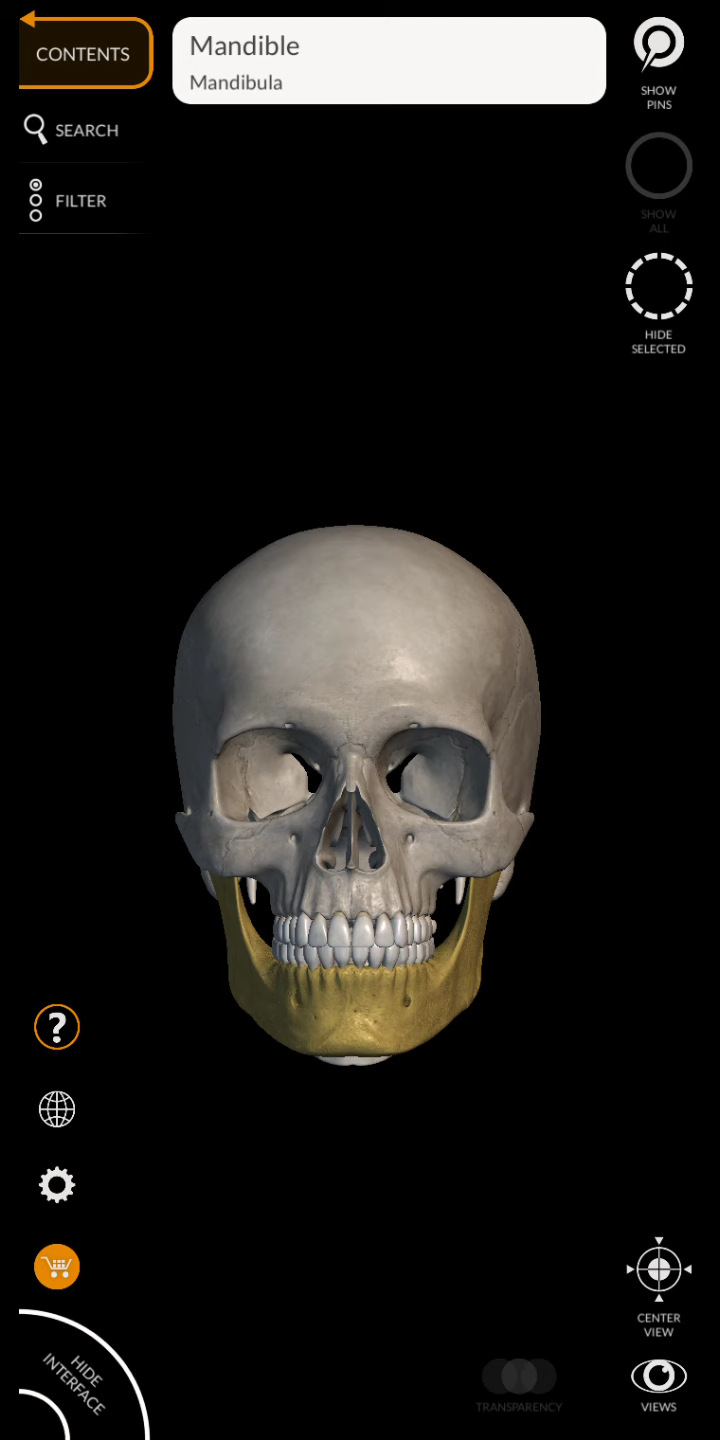 CONTENTS
Mandible
Mandibula
SHOW
PINS
SEARCH
SHOW
ALL
FILTER
HIDE
SELECTED
?
CENTER
VIEW
HIDE
INTERFACE
TRANSPARENCY
VIEWS